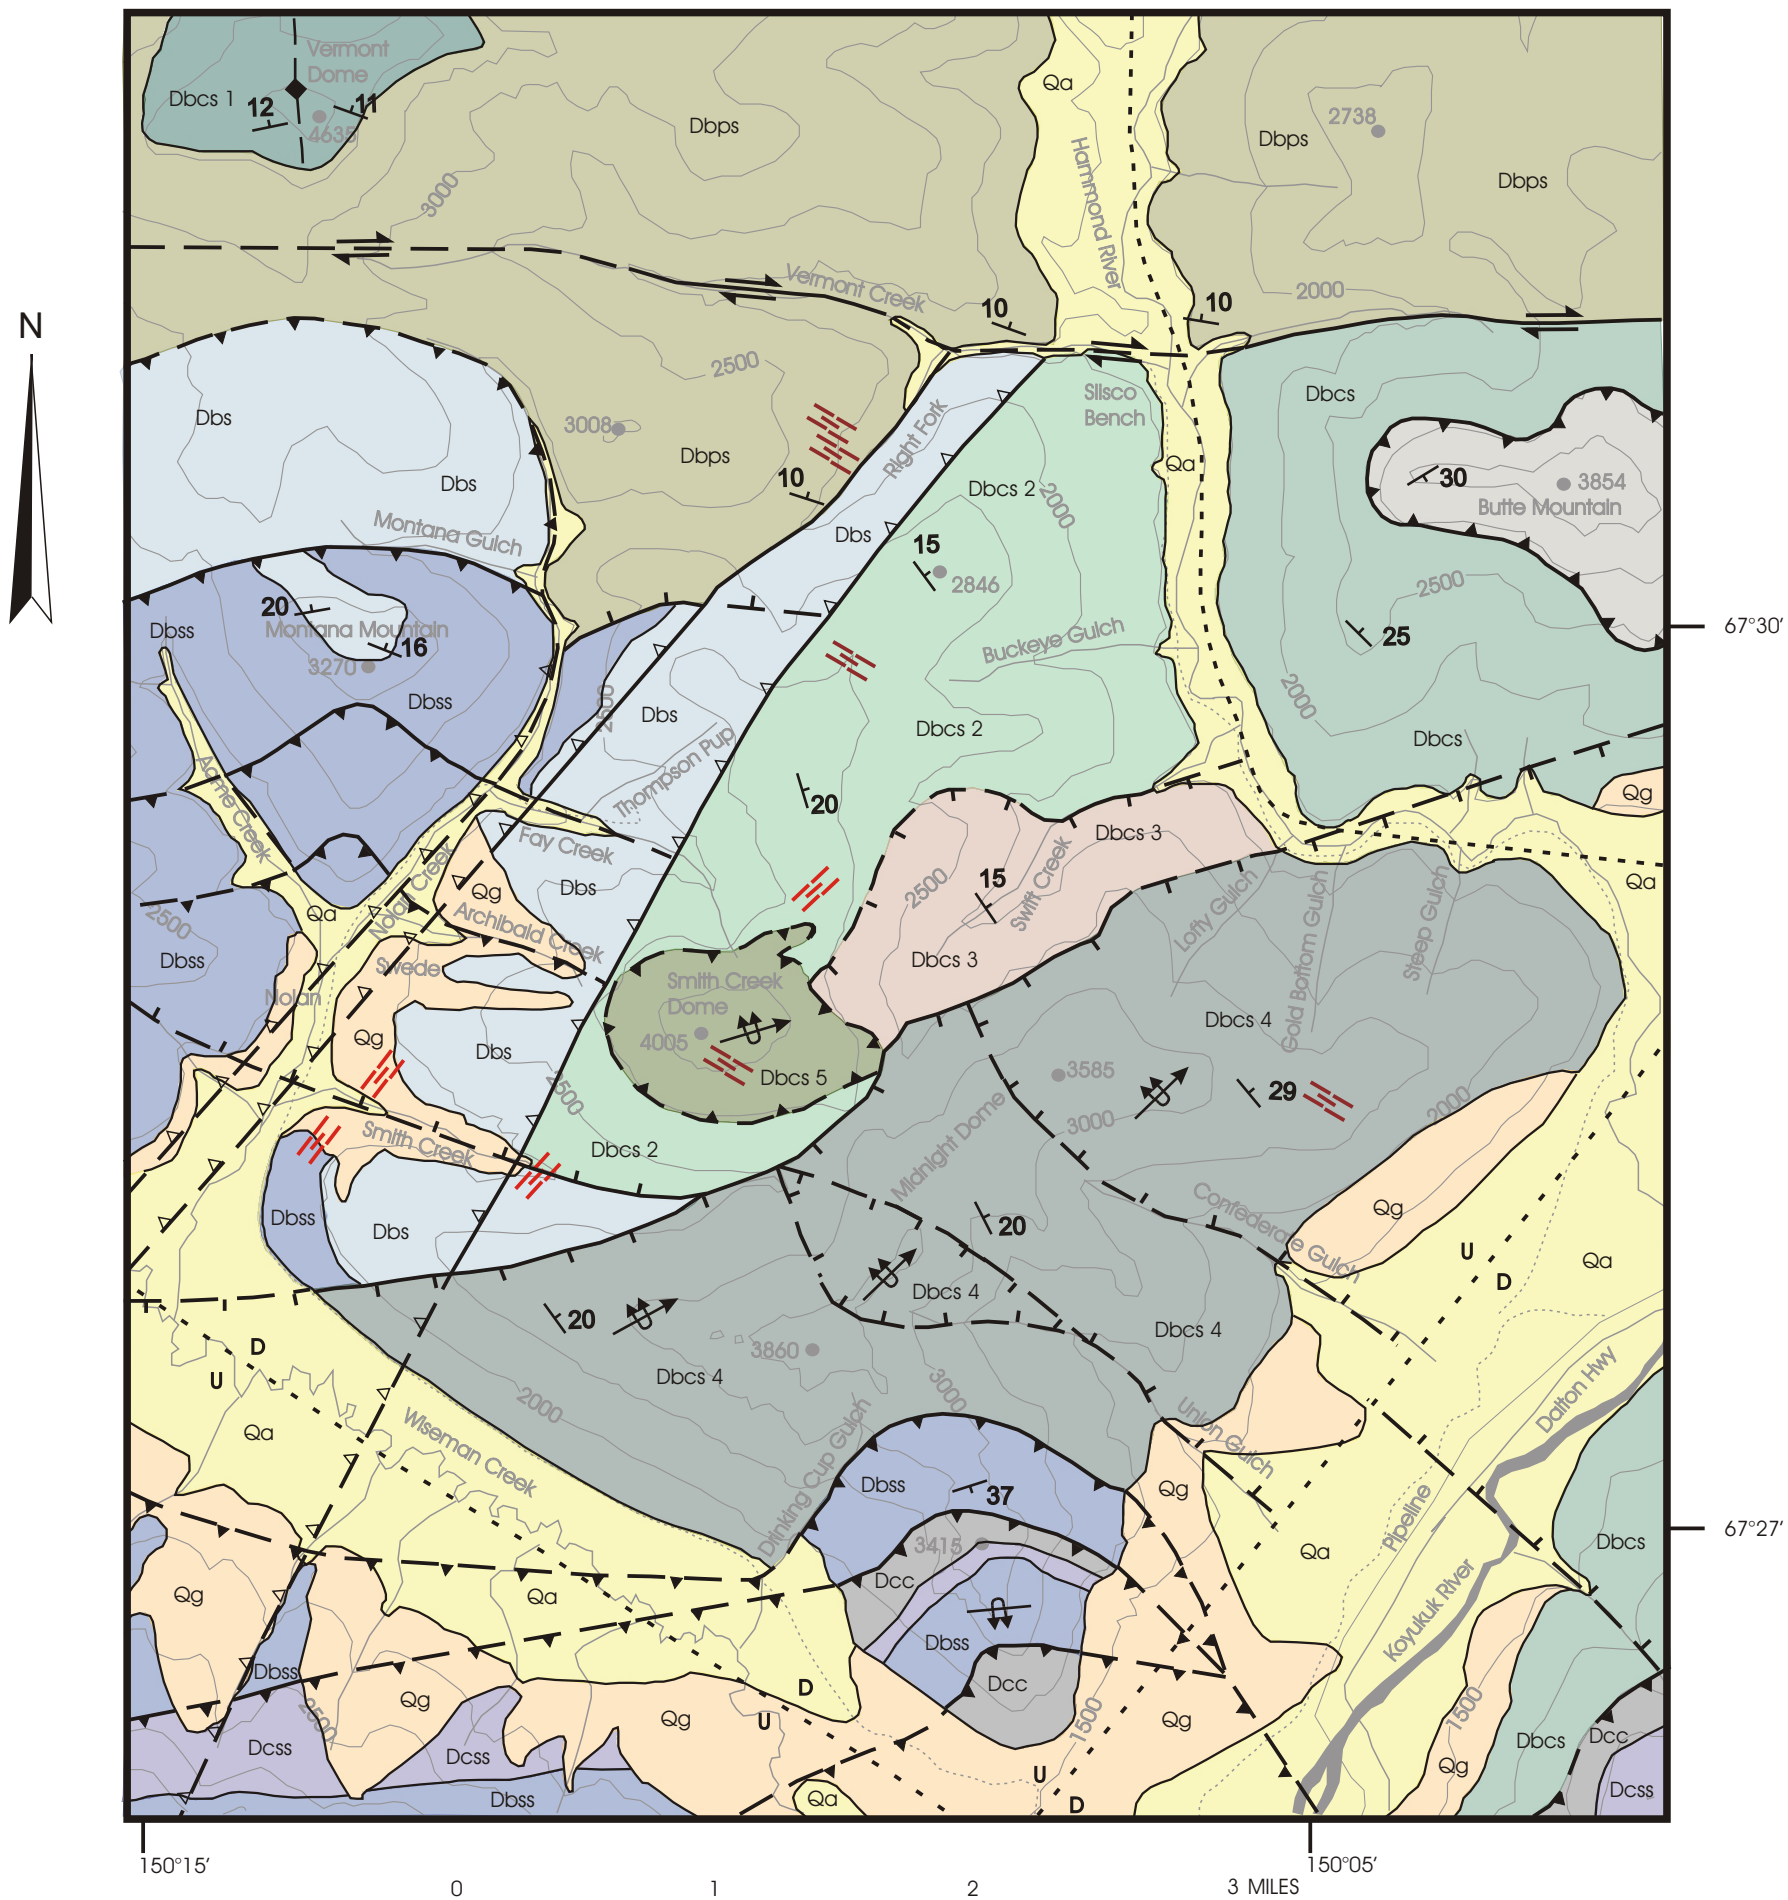 Vermont
Dome
Dbcs 1
12
11
4635
Dbps
Qa
2738
Dbps
Dbps
Hammond River
3000
Vermont Creek
10
10
2000
N
2500
Dbs
3008
Dbps
Slisco
Bench
Dbcs
Right Fork
Qa
30
3854
Butte Mountain
Dbs
10
Dbcs 2
2000
Montana Gulch
Dbs
15
2846
2500
20
Dbss
Montana Mountain
16
3270
Buckeye Gulch
25
67°30'
Dbss
2500
Dbs
Dbcs 2
2000
Dbcs
Thompson Pup
Acme Creek
20
Qg
Fay Creek
Dbcs 3
Nolan Creek
Qg
Dbs
2500
15
Swift Creek
Lofty Gulch
Gold Bottom Gulch
Steep Gulch
Qa
2500
Qa
Archibald Creek
Dbss
Swede
Dbcs 3
Nolan
Smith Creek
Dome
4005
Dbcs 4
Qg
Dbs
Dbcs 5
3585
29
2500
3000
2000
Smith Creek
Dbcs 2
Midnight Dome
Confederate Gulch
Qg
Dbss
Dbs
20
U
D
Qa
20
Dbcs 4
Dbcs 4
D
U
3860
Dbcs 4
2000
3000
Dalton Hwy
Qa
Wiseman Creek
Drinking Cup Gulch
Union Gulch
Dbss
37
Qg
Pipeline
67°27'
3415
Qa
Dbcs
Dcc
Qg
Qa
Koyukuk River
Dbss
Dbss
Dcc
2500
Qg
D
U
Qg
1500
Qg
1500
Dcss
Dcss
Dbcs
Dcc
U
D
Qg
Dbss
Qa
Dcss
150°15'
150°05'
0
1
2
3 MILES